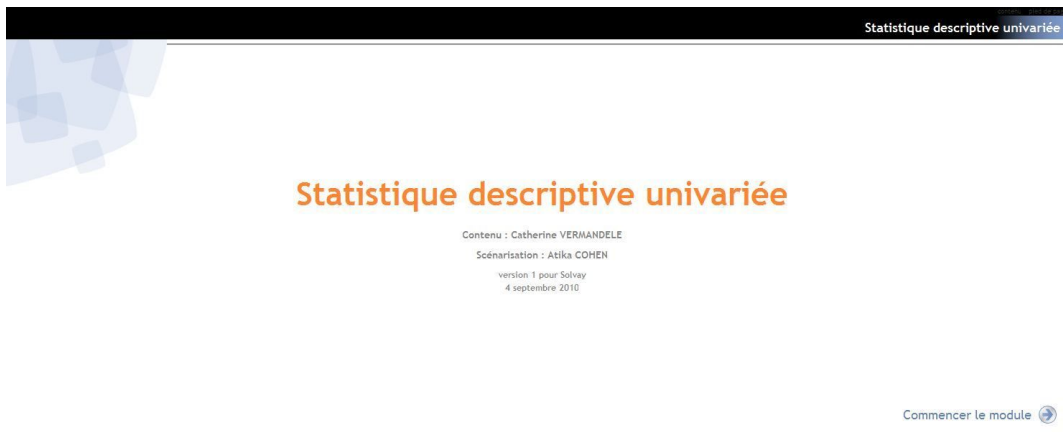 Statistique descriptive univariée
Statistique descriptive univariée
Contenu : Catherine VERMANDELE
Scénarisation : Atika COHEN
version 1 pour Solvay
4 septembre 2010
Commencer le module